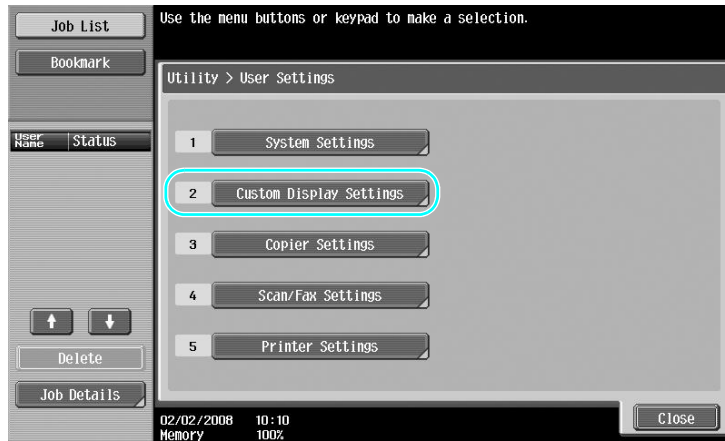 Job List
Bookmark
User Name Status
Delete
Job Details
Use the menu buttons or keypad to make a selection.
Utility > User Settings
1 System Settings
2 Custom Display Settings
3 Copier Settings
4 Scan/Fax Settings
5 Printer Settings
02/02/2008 10:10
Memory 100%
Close